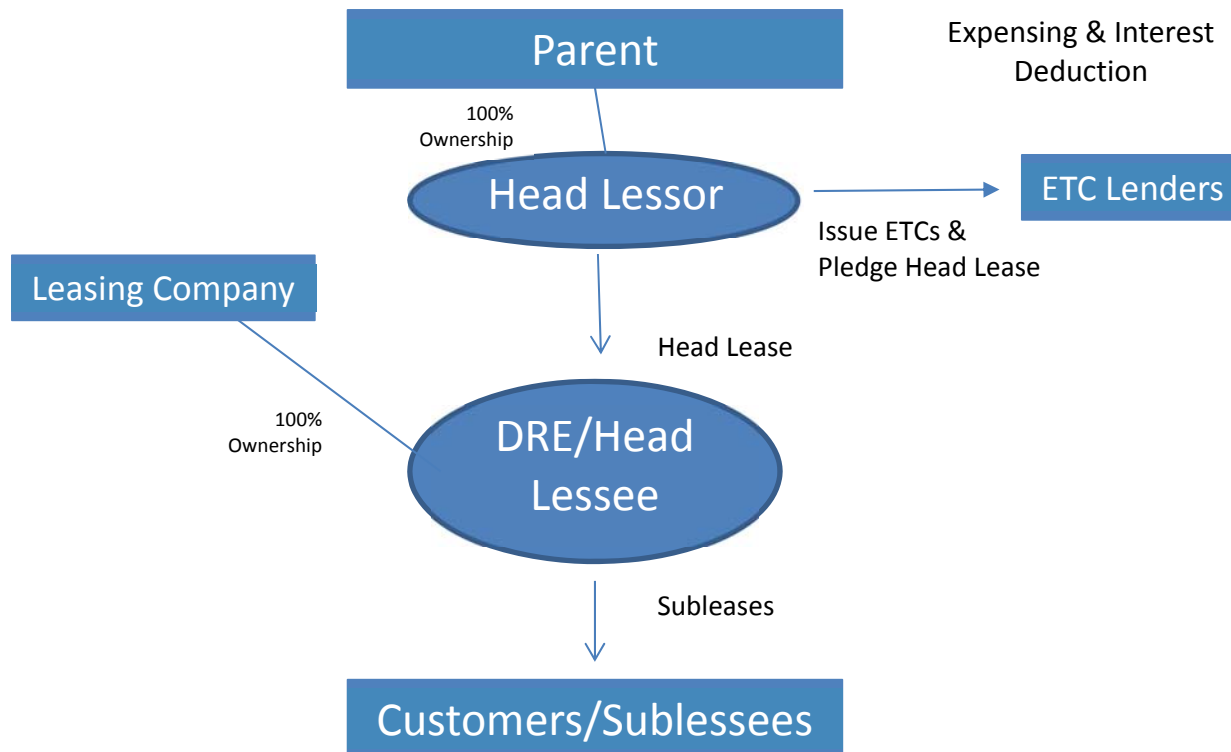 Parent
Expensing & Interest
Deduction
100%
Ownership
Head Lessor
ETC Lenders
Issue ETCs &
Pledge Head Lease
Leasing Company
Head Lease
100%
Ownership
DRE/Head
Lessee
Subleases
Customers/Sublessees